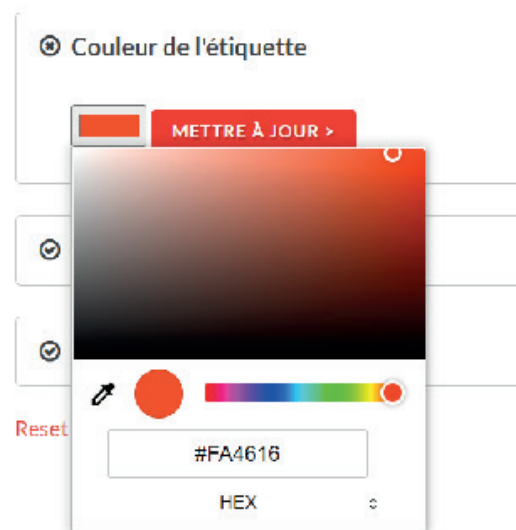 Couleur de l'étiquette
METTRE À JOUR >
Reset
#FA4616
HEX